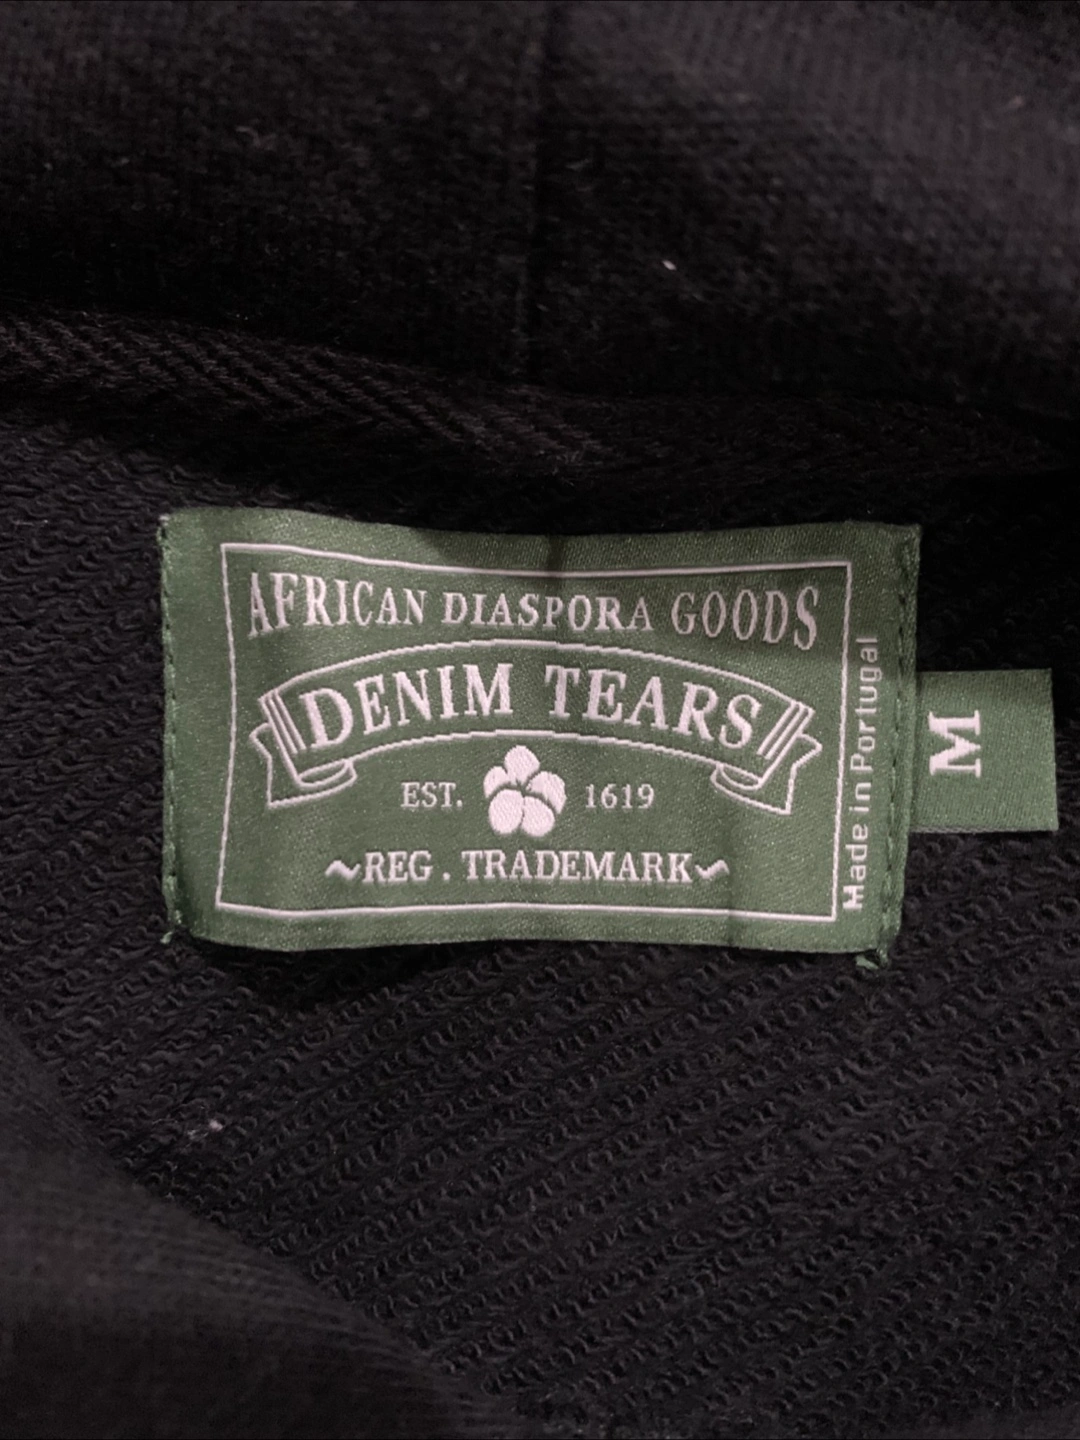 AFRICAN DIASPORA GOODS
DENIM TEARS
EST. 1619
~REG. TRADEMARK~
Made in Portugal
M